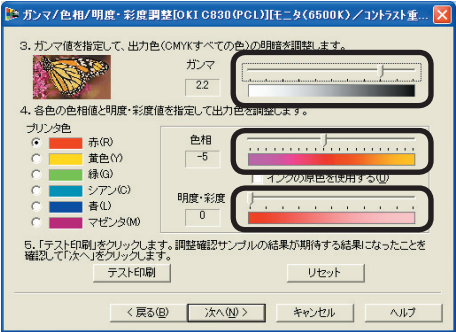 ガンマ/色相/明度・彩度調整[OKI C830(PCL)][モニタ(6500K)／コントラスト重...
3. ガンマ値を指定して、出力色(CMYKすべての色)の明暗を調整します。
ガンマ
2.2
4. 各色の色相値と明度・彩度値を指定して出力色を調整します。
プリンタ色
赤(R)
黄色(Y)
緑(G)
シアン(C)
青(L)
マゼンタ(M)
色相
-5
インクの原色を使用する(U)
明度・彩度
0
5. 「テスト印刷」をクリックします。調整確認サンプルの結果が期待する結果になったことを
確認して「次へ」をクリックします。
テスト印刷
リセット
< 戻る(B)
次へ(N) >
キャンセル
ヘルプ